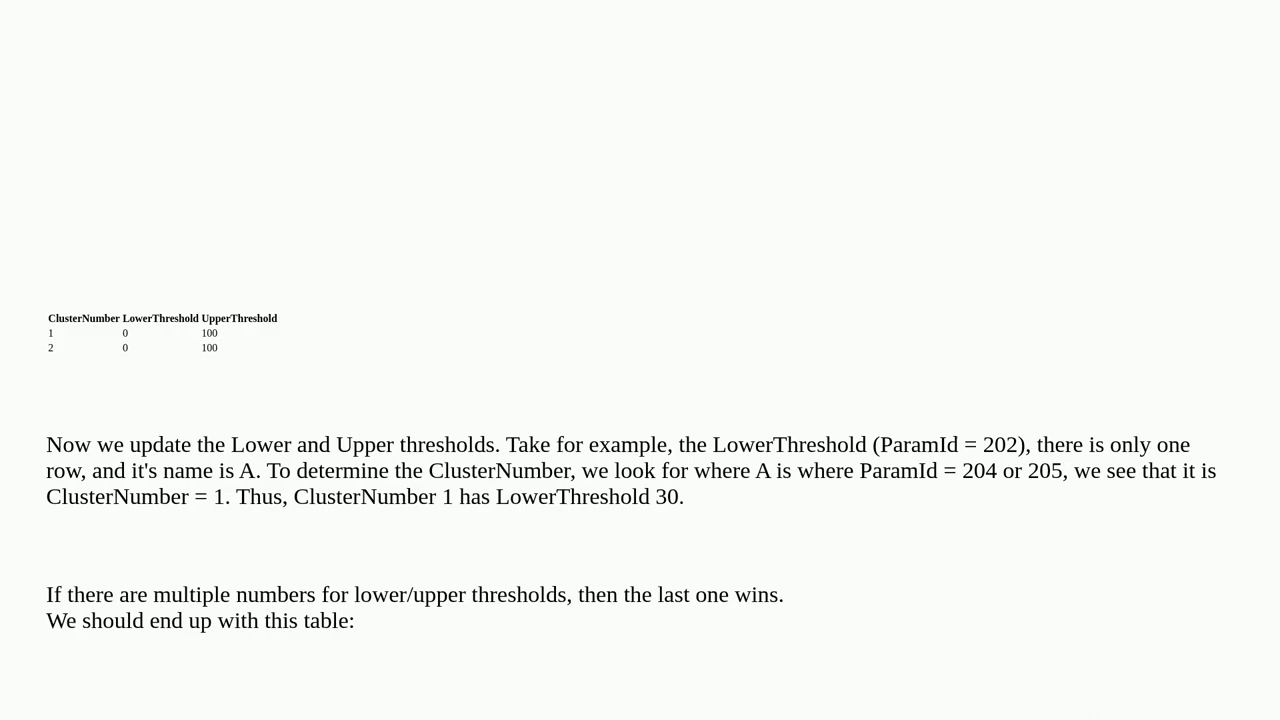 ClusterNumber LowerThreshold UpperThreshold
1 0 100
2 0 100
Now we update the Lower and Upper thresholds. Take for example, the LowerThreshold (ParamId = 202), there is only one
row, and it's name is A. To determine the ClusterNumber, we look for where A is where ParamId = 204 or 205, we see that it is
ClusterNumber = 1. Thus, ClusterNumber 1 has LowerThreshold 30.
If there are multiple numbers for lower/upper thresholds, then the last one wins.
We should end up with this table: